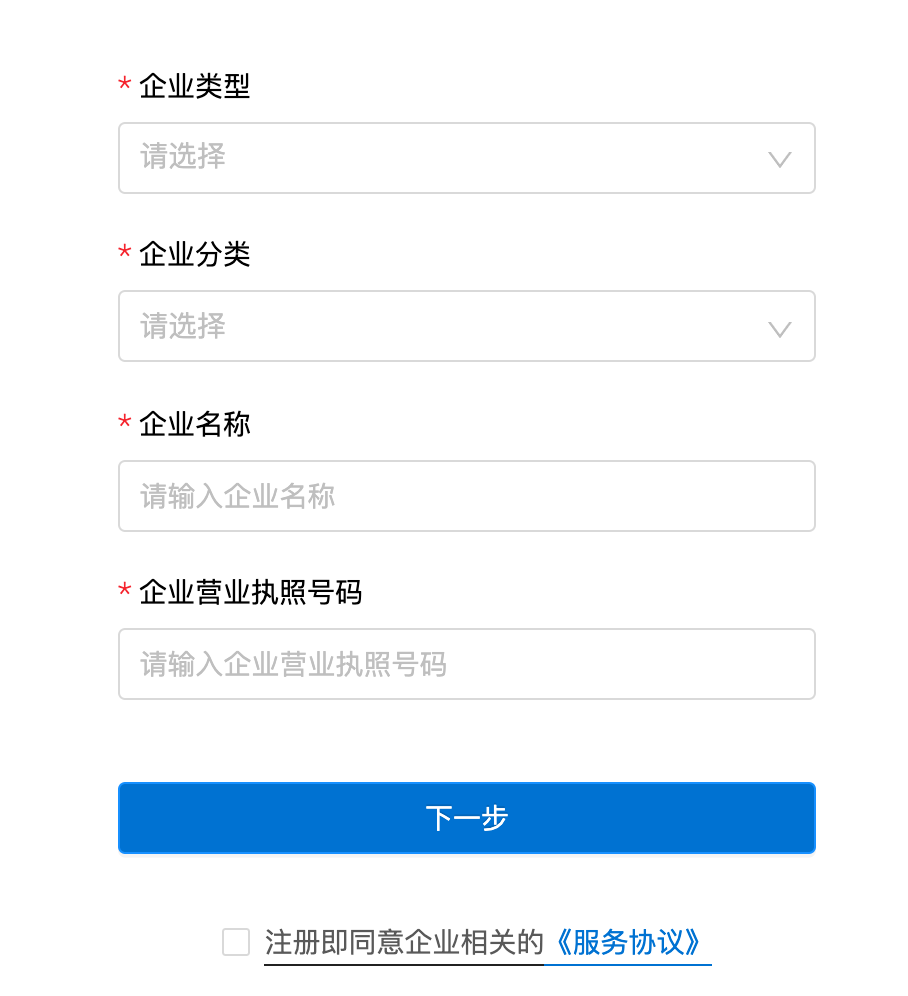 * 企业类型
请选择
* 企业分类
请选择
* 企业名称
请输入企业名称
* 企业营业执照号码
请输入企业营业执照号码
下一步
注册即同意企业相关的《服务协议》